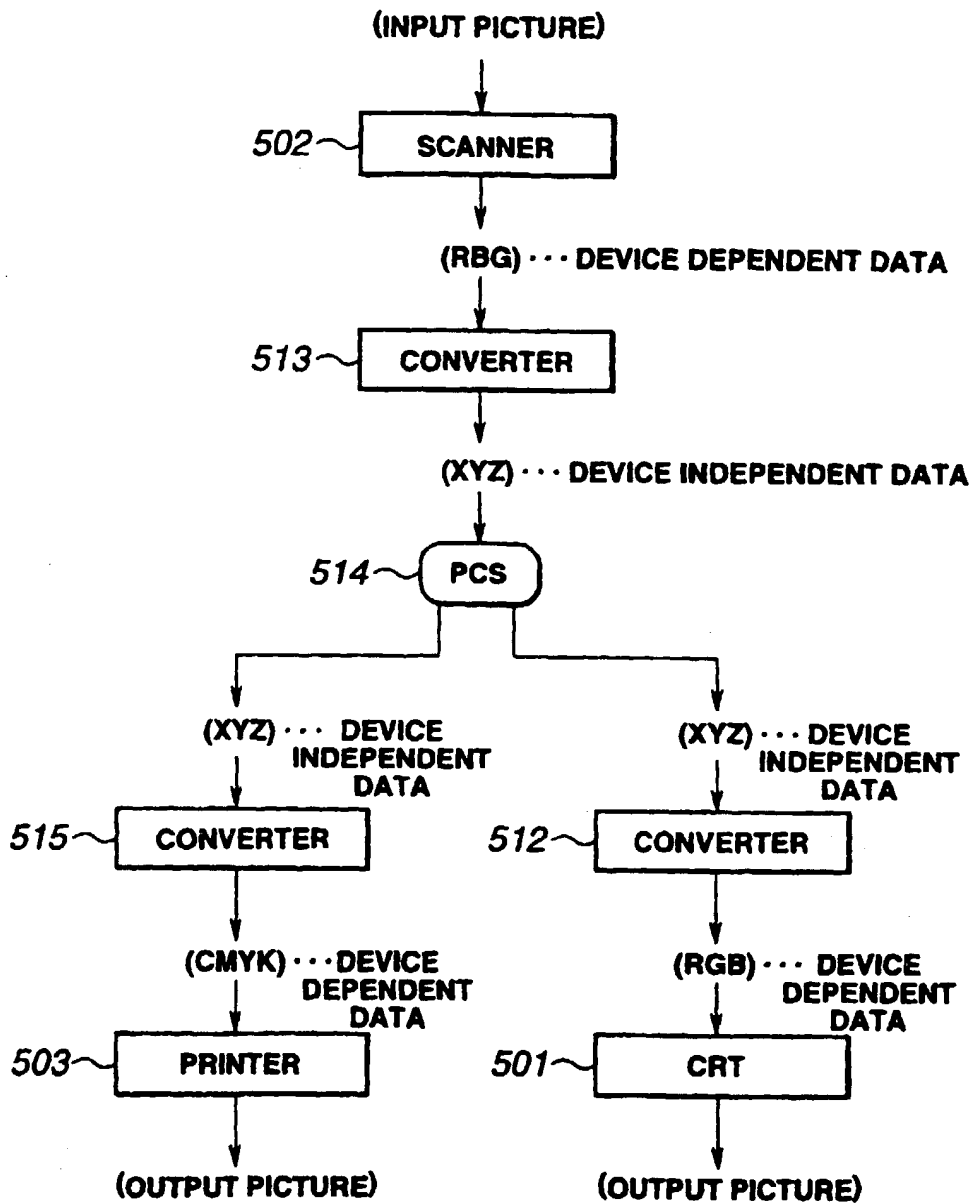 (INPUT PICTURE)
502 SCANNER
(RBG) ··· DEVICE DEPENDENT DATA
513 CONVERTER
(XYZ) ··· DEVICE INDEPENDENT DATA
514 PCS
(XYZ) ··· DEVICE
INDEPENDENT
DATA
515 CONVERTER
(CMYK) ··· DEVICE
DEPENDENT
DATA
503 PRINTER
(OUTPUT PICTURE)
(XYZ) ··· DEVICE
INDEPENDENT
DATA
512 CONVERTER
(RGB) ··· DEVICE
DEPENDENT
DATA
501 CRT
(OUTPUT PICTURE)